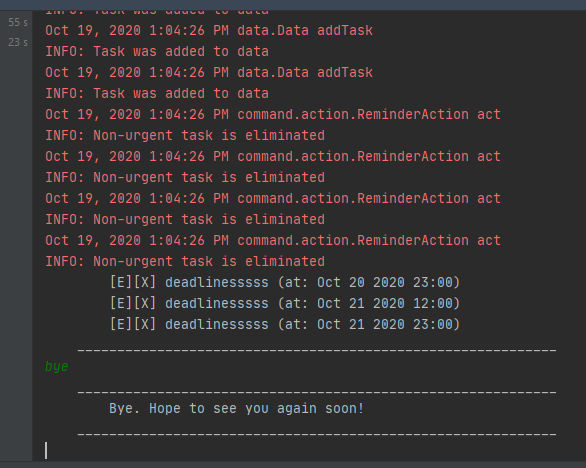 55 s
23 s
INFO: Task was added to data
Oct 19, 2020 1:04:26 PM data.Data addTask
INFO: Task was added to data
Oct 19, 2020 1:04:26 PM data.Data addTask
INFO: Task was added to data
Oct 19, 2020 1:04:26 PM command.action.ReminderAction act
INFO: Non-urgent task is eliminated
Oct 19, 2020 1:04:26 PM command.action.ReminderAction act
INFO: Non-urgent task is eliminated
Oct 19, 2020 1:04:26 PM command.action.ReminderAction act
INFO: Non-urgent task is eliminated
Oct 19, 2020 1:04:26 PM command.action.ReminderAction act
INFO: Non-urgent task is eliminated
[E][X] deadlinesssss (at: Oct 20 2020 23:00)
[E][X] deadlinesssss (at: Oct 21 2020 12:00)
[E][X] deadlinesssss (at: Oct 21 2020 23:00)
____________________________________________________________
bye
____________________________________________________________
Bye. Hope to see you again soon!
____________________________________________________________